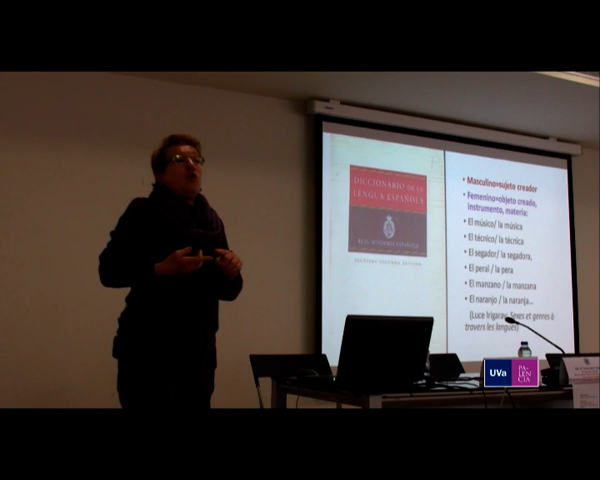 DICCIONARIO DE LA
LENGUA ESPAÑOLA
REAL ACADEMIA ESPAÑOLA
• Masculino=sujeto creador
• Femenino=objeto creado,
instrumento, materia:
• El músico/ la música
• El técnico/ la técnica
• El segador/ la segadora,
• El peral / la pera
• El manzano / la manzana
• El naranjo / la naranja...
(Luce Irigaray: Sexes et genres à
travers les langues)
UVa
PA-
LEN
CIA